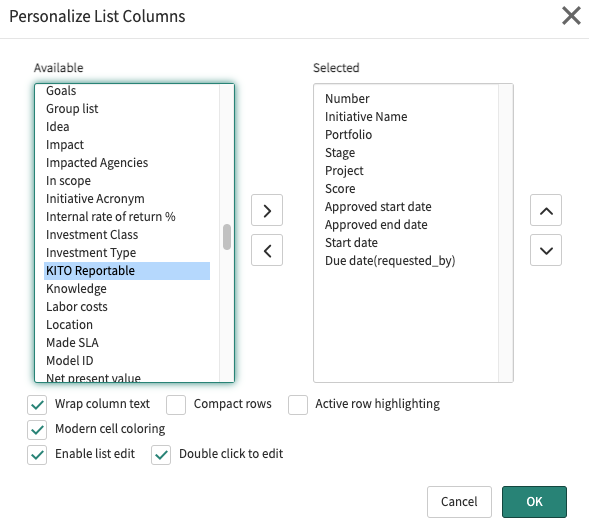 Personalize List Columns
Available
Goals
Group list
Idea
Impact
Impacted Agencies
In scope
Initiative Acronym
Internal rate of return %
Investment Class
Investment Type
KITO Reportable
Knowledge
Labor costs
Location
Made SLA
Model ID
Net present value
Selected
Number
Initiative Name
Portfolio
Stage
Project
Score
Approved start date
Approved end date
Start date
Due date(requested_by)
Wrap column text Compact rows Active row highlighting
Modern cell coloring
Enable list edit Double click to edit
Cancel OK